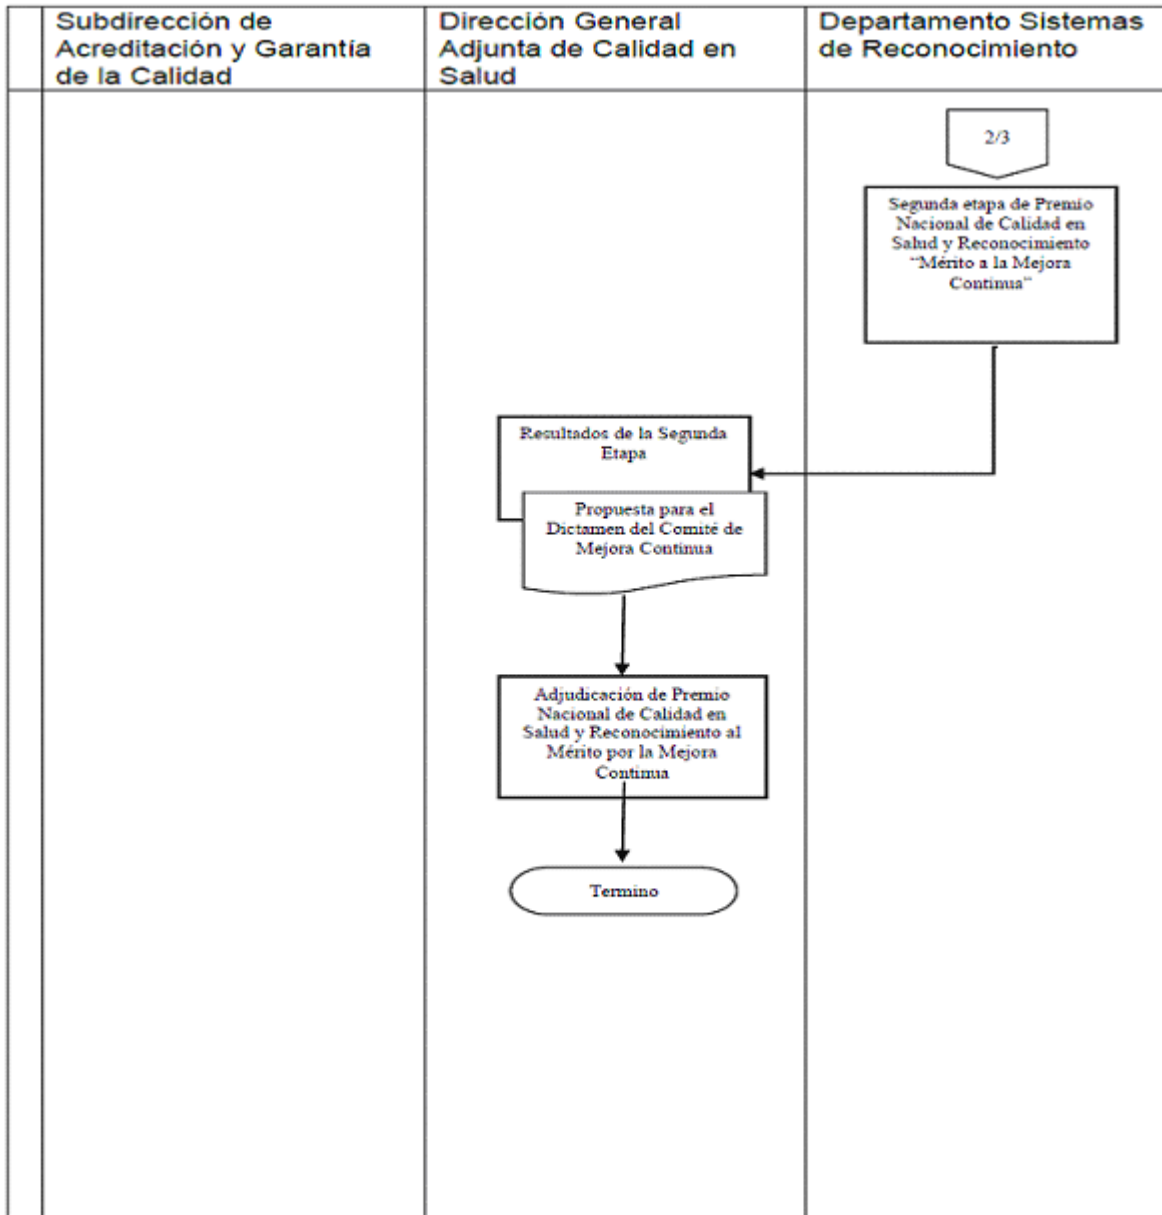 Subdirección de
Acreditación y Garantía
de la Calidad
Dirección General
Adjunta de Calidad en
Salud
Departamento Sistemas
de Reconocimiento
2/3
Segunda etapa de Premio
Nacional de Calidad en
Salud y Reconocimiento
“Mérito a la Mejora
Continua”
Resultados de la Segunda
Etapa
Propuesta para el
Dictamen del Comité de
Mejora Continua
Adjudicación de Premio
Nacional de Calidad en
Salud y Reconocimiento al
Mérito por la Mejora
Continua
Termino